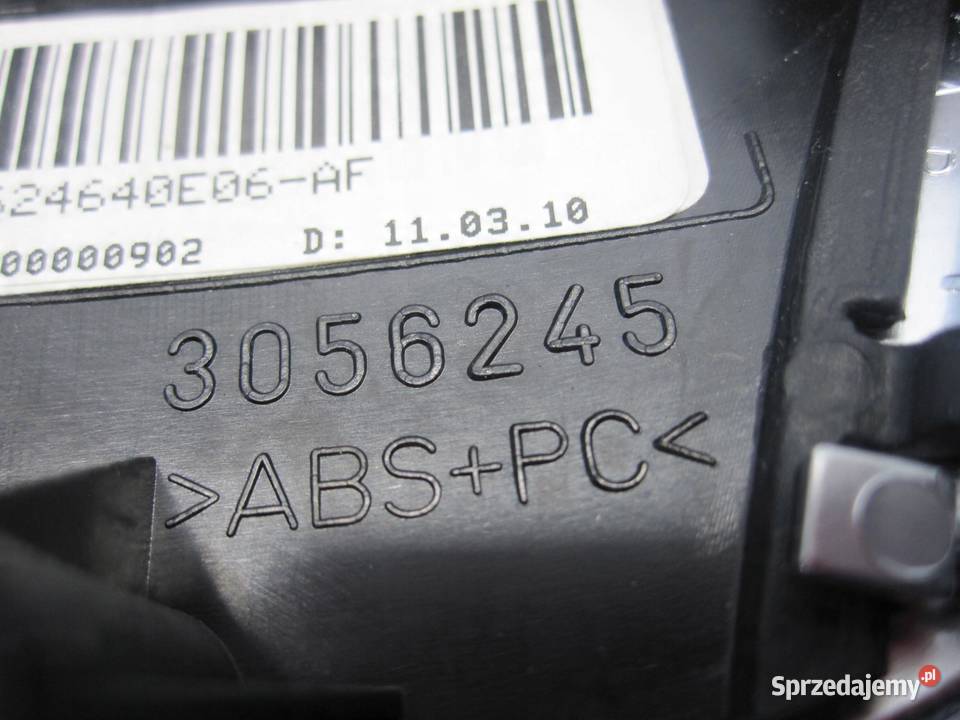 624640E06-AF
00000902 D: 11.03.10
3056245
>ABS+PC<
D
Sprzedajemy.pl